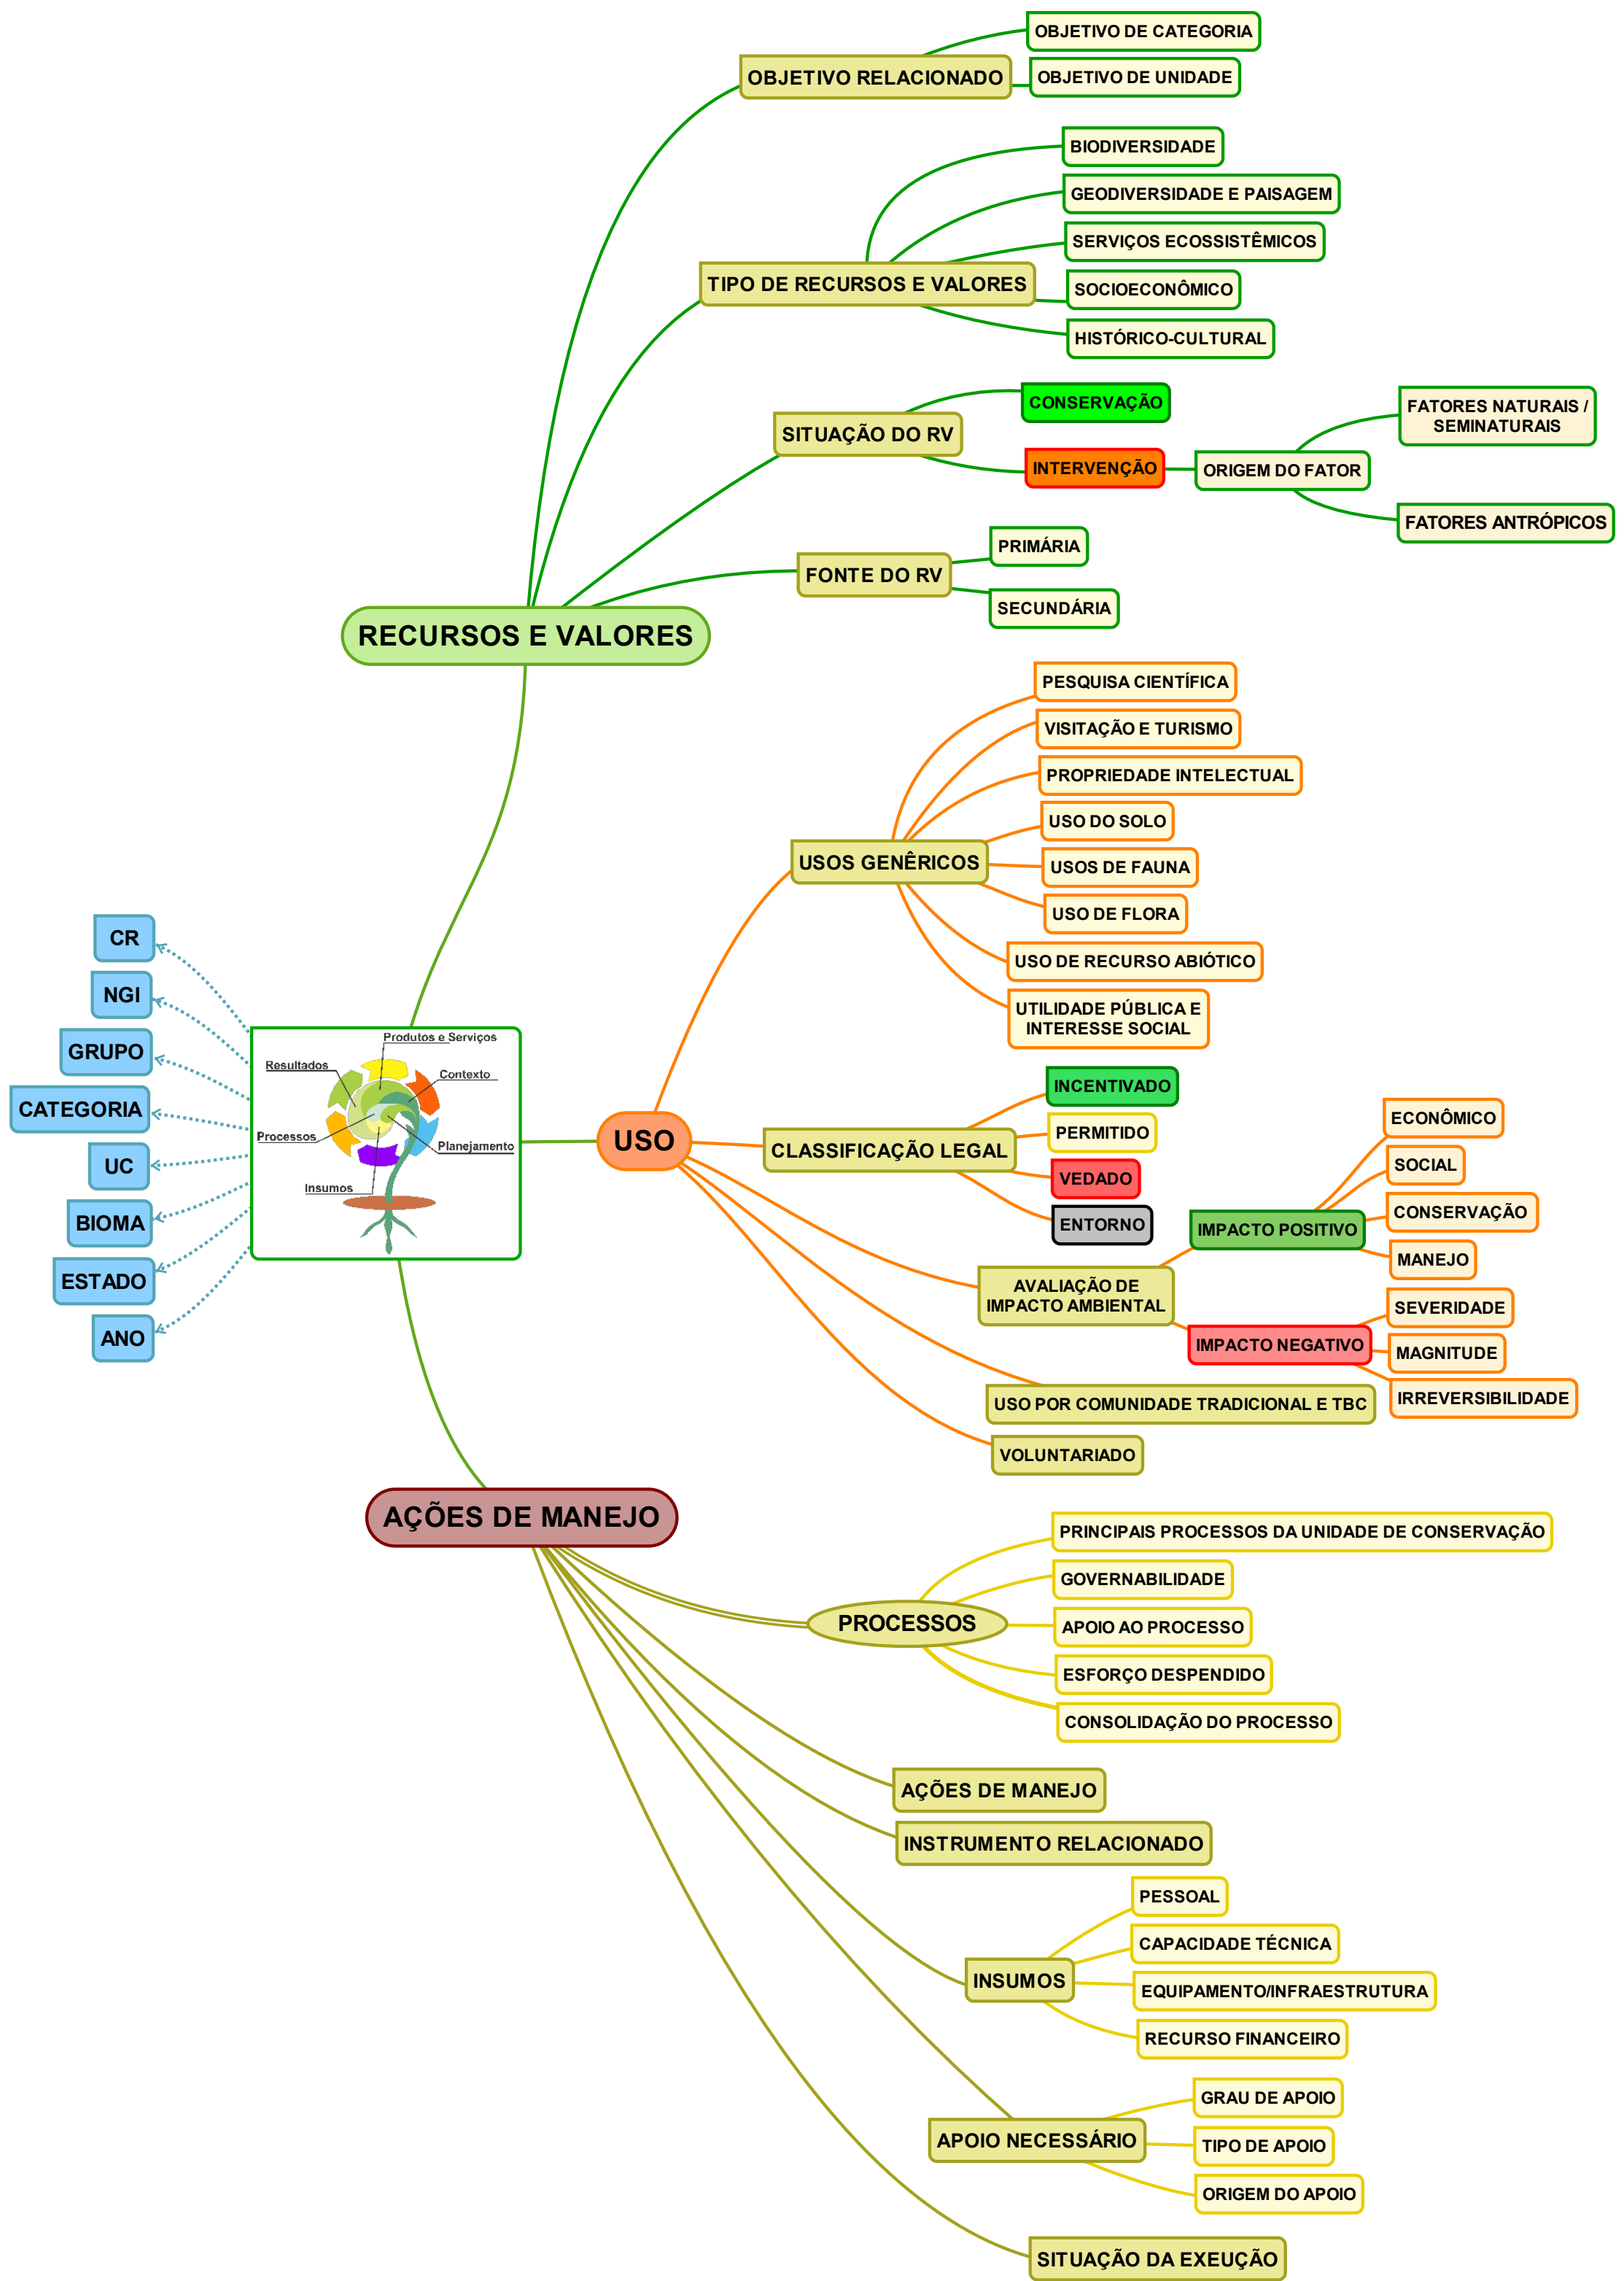 OBJETIVO DE CATEGORIA
OBJETIVO RELACIONADO
OBJETIVO DE UNIDADE
BIODIVERSIDADE
GEODIVERSIDADE E PAISAGEM
SERVIÇOS ECOSSISTÊMICOS
TIPO DE RECURSOS E VALORES
SOCIOECONÔMICO
HISTÓRICO-CULTURAL
CONSERVAÇÃO
SITUAÇÃO DO RV
INTERVENÇÃO
ORIGEM DO FATOR
FATORES NATURAIS /
SEMINATURAIS
FATORES ANTRÓPICOS
PRIMÁRIA
FONTE DO RV
SECUNDÁRIA
RECURSOS E VALORES
PESQUISA CIENTÍFICA
VISITAÇÃO E TURISMO
PROPRIEDADE INTELECTUAL
USO DO SOLO
USOS GENÊRICOS
USOS DE FAUNA
USO DE FLORA
USO DE RECURSO ABIÓTICO
UTILIDADE PÚBLICA E
INTERESSE SOCIAL
CR
NGI
GRUPO
CATEGORIA
UC
BIOMA
ESTADO
ANO
Produtos e Serviços
Resultados
Contexto
Processos
Planejamento
Insumos
USO
INCENTIVADO
PERMITIDO
CLASSIFICAÇÃO LEGAL
VEDADO
ENTORNO
ECONÔMICO
SOCIAL
CONSERVAÇÃO
IMPACTO POSITIVO
MANEJO
AVALIAÇÃO DE
IMPACTO AMBIENTAL
SEVERIDADE
IMPACTO NEGATIVO
MAGNITUDE
IRREVERSIBILIDADE
USO POR COMUNIDADE TRADICIONAL E TBC
VOLUNTARIADO
AÇÕES DE MANEJO
PRINCIPAIS PROCESSOS DA UNIDADE DE CONSERVAÇÃO
GOVERNABILIDADE
PROCESSOS
APOIO AO PROCESSO
ESFORÇO DESPENDIDO
CONSOLIDAÇÃO DO PROCESSO
AÇÕES DE MANEJO
INSTRUMENTO RELACIONADO
PESSOAL
CAPACIDADE TÉCNICA
INSUMOS
EQUIPAMENTO/INFRAESTRUTURA
RECURSO FINANCEIRO
GRAU DE APOIO
APOIO NECESSÁRIO
TIPO DE APOIO
ORIGEM DO APOIO
SITUAÇÃO DA EXEUÇÃO